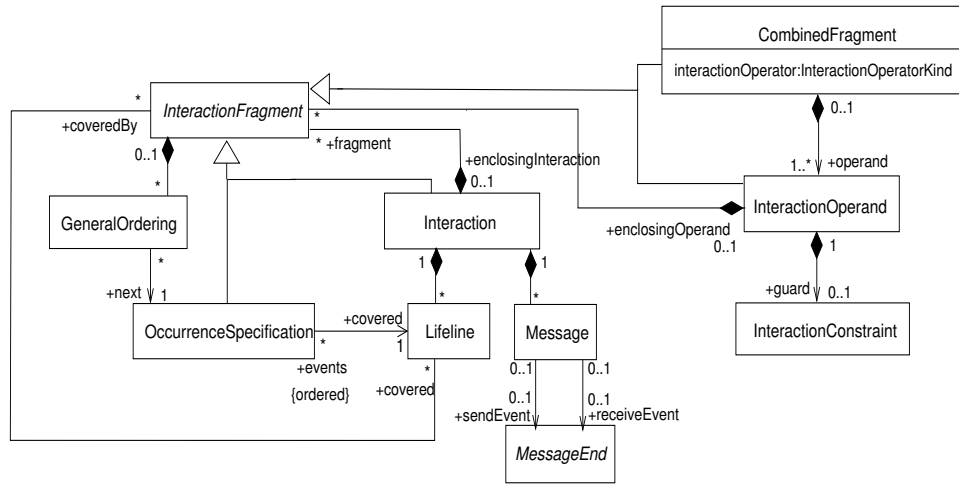 CombinedFragment
interactionOperator:InteractionOperatorKind
*
InteractionFragment
*
+coveredBy
*
+fragment
0..1
0..1
*
+enclosingInteraction
0..1
1..*
+operand
GeneralOrdering
Interaction
InteractionOperand
+enclosingOperand
0..1
*
1
1
1
+next
1
*
*
+guard
0..1
OccurrenceSpecification
+covered
1
Lifeline
Message
InteractionConstraint
*
+events
{ordered}
*
+covered
0..1
0..1
0..1
0..1
+sendEvent
+receiveEvent
MessageEnd